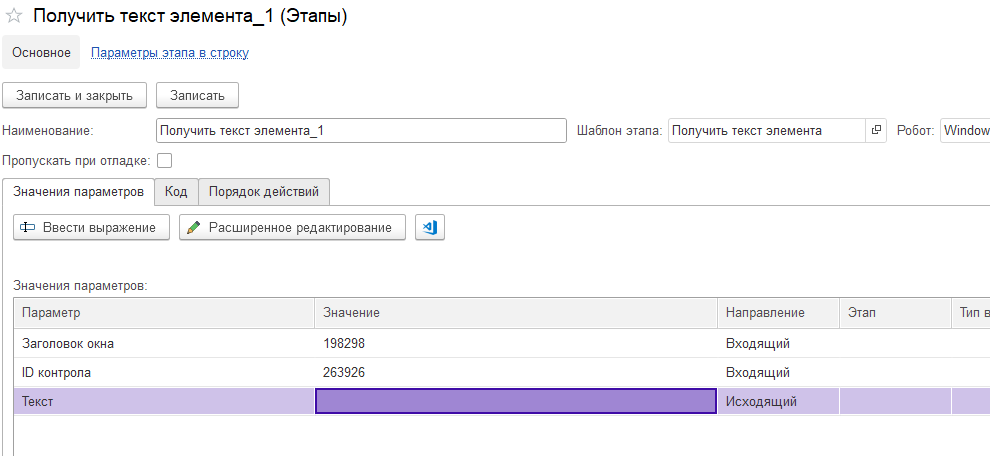 Получить текст элемента_1 (Этапы)
Основное Параметры этапа в строку
Записать и закрыть Записать
Наименование: Получить текст элемента_1 Шаблон этапа: Получить текст элемента Робот: Window
Пропускать при отладке:
Значения параметров Код Порядок действий
Ввести выражение Расширенное редактирование
Значения параметров:
Параметр Значение Направление Этап Тип в
Заголовок окна 198298 Входящий
ID контрола 263926 Входящий
Текст Исходящий